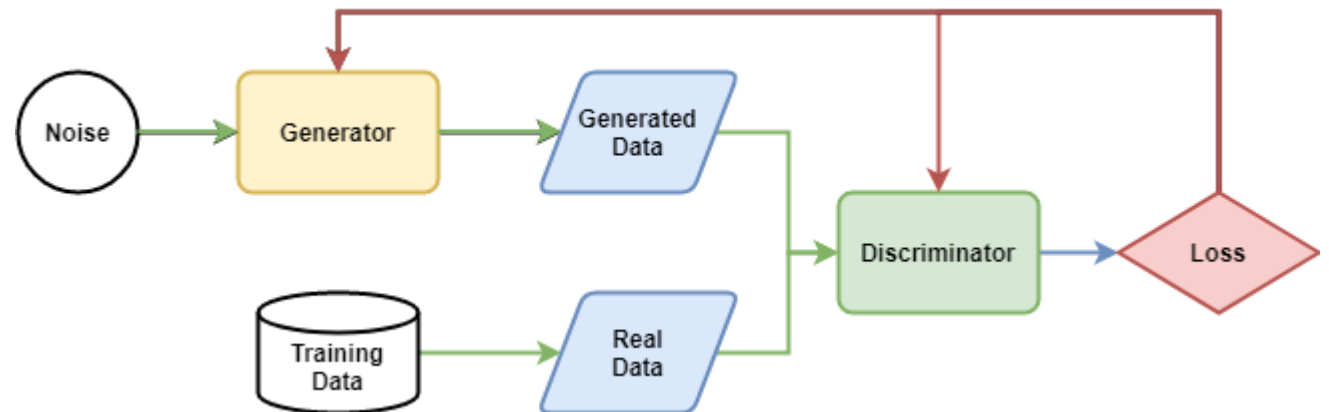 Noise
Generator
Generated
Data
Discriminator
Loss
Training
Data
Real
Data